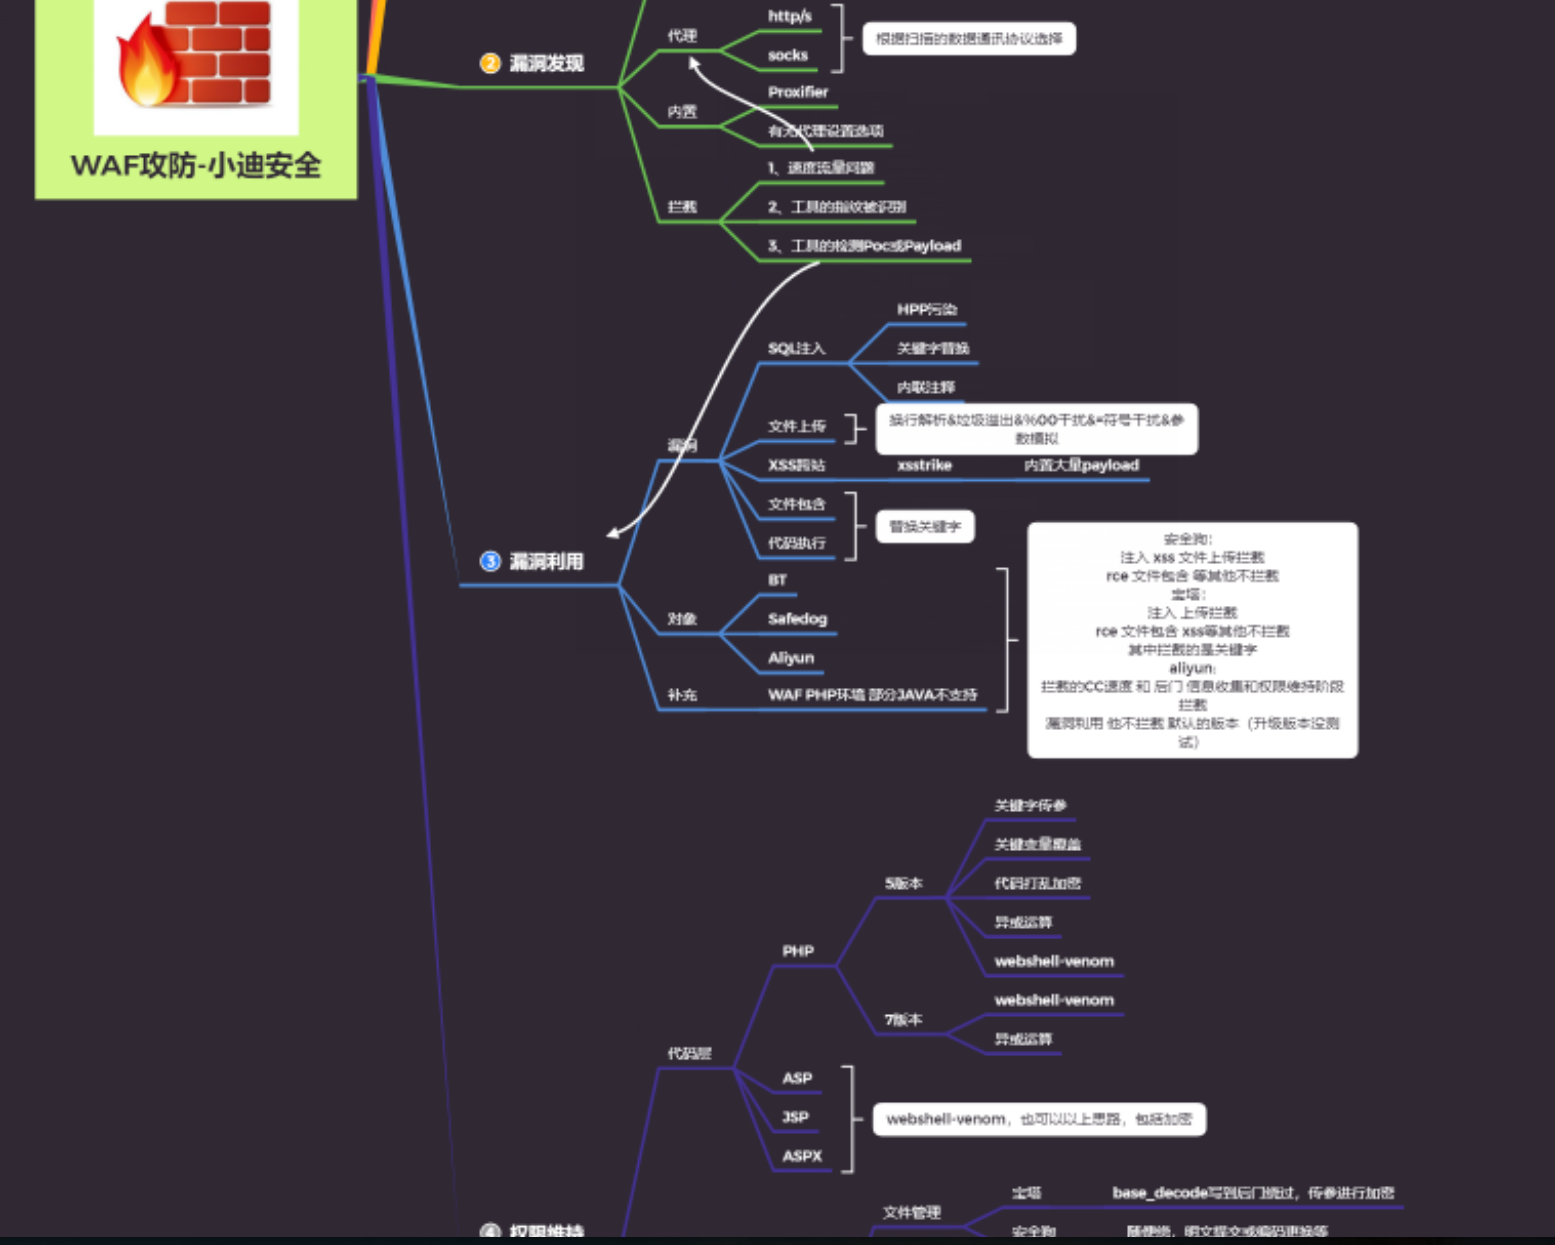 WAF攻防-小迪安全
② 漏洞发现
代理
http/s
socks
根据扫描的数据通讯协议选择
内置
Proxifier
有无代理设置选项
拦截
1、速度流量问题
2、工具的指纹被识别
3、工具的检测Poc或Payload
③ 漏洞利用
漏洞
SQL注入
HPP污染
关键字替换
内联注释
文件上传
换行解析&垃圾溢出&%00干扰&=符号干扰&参
数模拟
XSS跨站
xsstrike
内置大量payload
文件包含
代码执行
替换关键字
对象
BT
Safedog
Aliyun
补充
WAF PHP环境 部分JAVA不支持
安全狗：
注入 xss 文件上传拦截
rce 文件包含 等其他不拦截
宝塔：
注入 上传拦截
rce 文件包含 xss等其他不拦截
其中拦截的是关键字
aliyun：
拦截的CC速度 和 后门 信息收集和权限维持阶段
拦截
漏洞利用 他不拦截 默认的版本（升级版本没测
试）
④ 权限维持
代码层
PHP
5版本
关键字传参
关键变量覆盖
代码打乱加密
异或运算
webshell-venom
7版本
webshell-venom
异或运算
ASP
JSP
ASPX
webshell-venom，也可以以上思路，包括加密
文件管理
宝塔
base_decode写到后门绕过，传参进行加密
安全狗